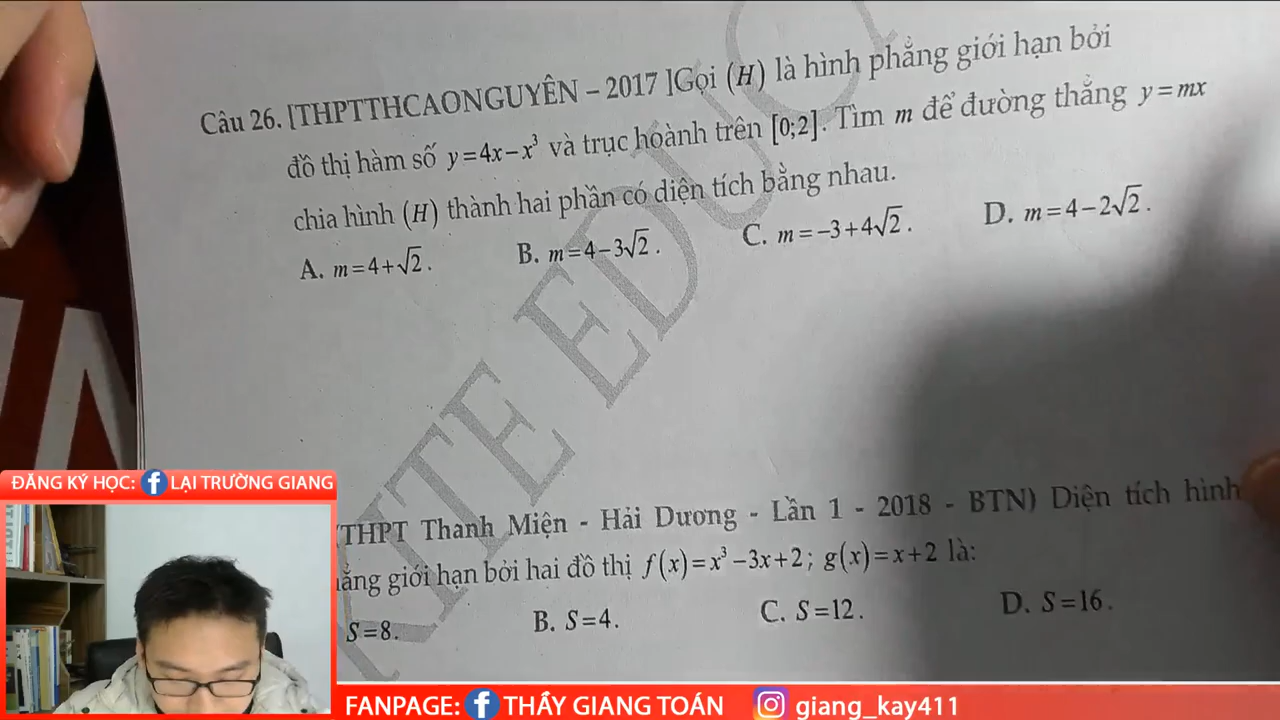 Câu 26. [THPTTHCAONGUYÊN – 2017 ]Gọi (H) là hình phẳng giới hạn bởi
đồ thị hàm số y=4x−x³ và trục hoành trên [0;2]. Tìm m để đường thẳng y=mx
chia hình (H) thành hai phần có diện tích bằng nhau.
A. m=4+√2. B. m=4−3√2. C. m=−3+4√2. D. m=4−2√2.
KITE EDUC
(THPT Thanh Miện - Hải Dương - Lần 1 - 2018 - BTN) Diện tích hình
giới hạn bởi hai đồ thị f(x)=x³−3x+2; g(x)=x+2 là:
S=8. B. S=4. C. S=12. D. S=16.
ĐĂNG KÝ HỌC: f LẠI TRƯỜNG GIANG
FANPAGE: f THẦY GIANG TOÁN giang_kay411